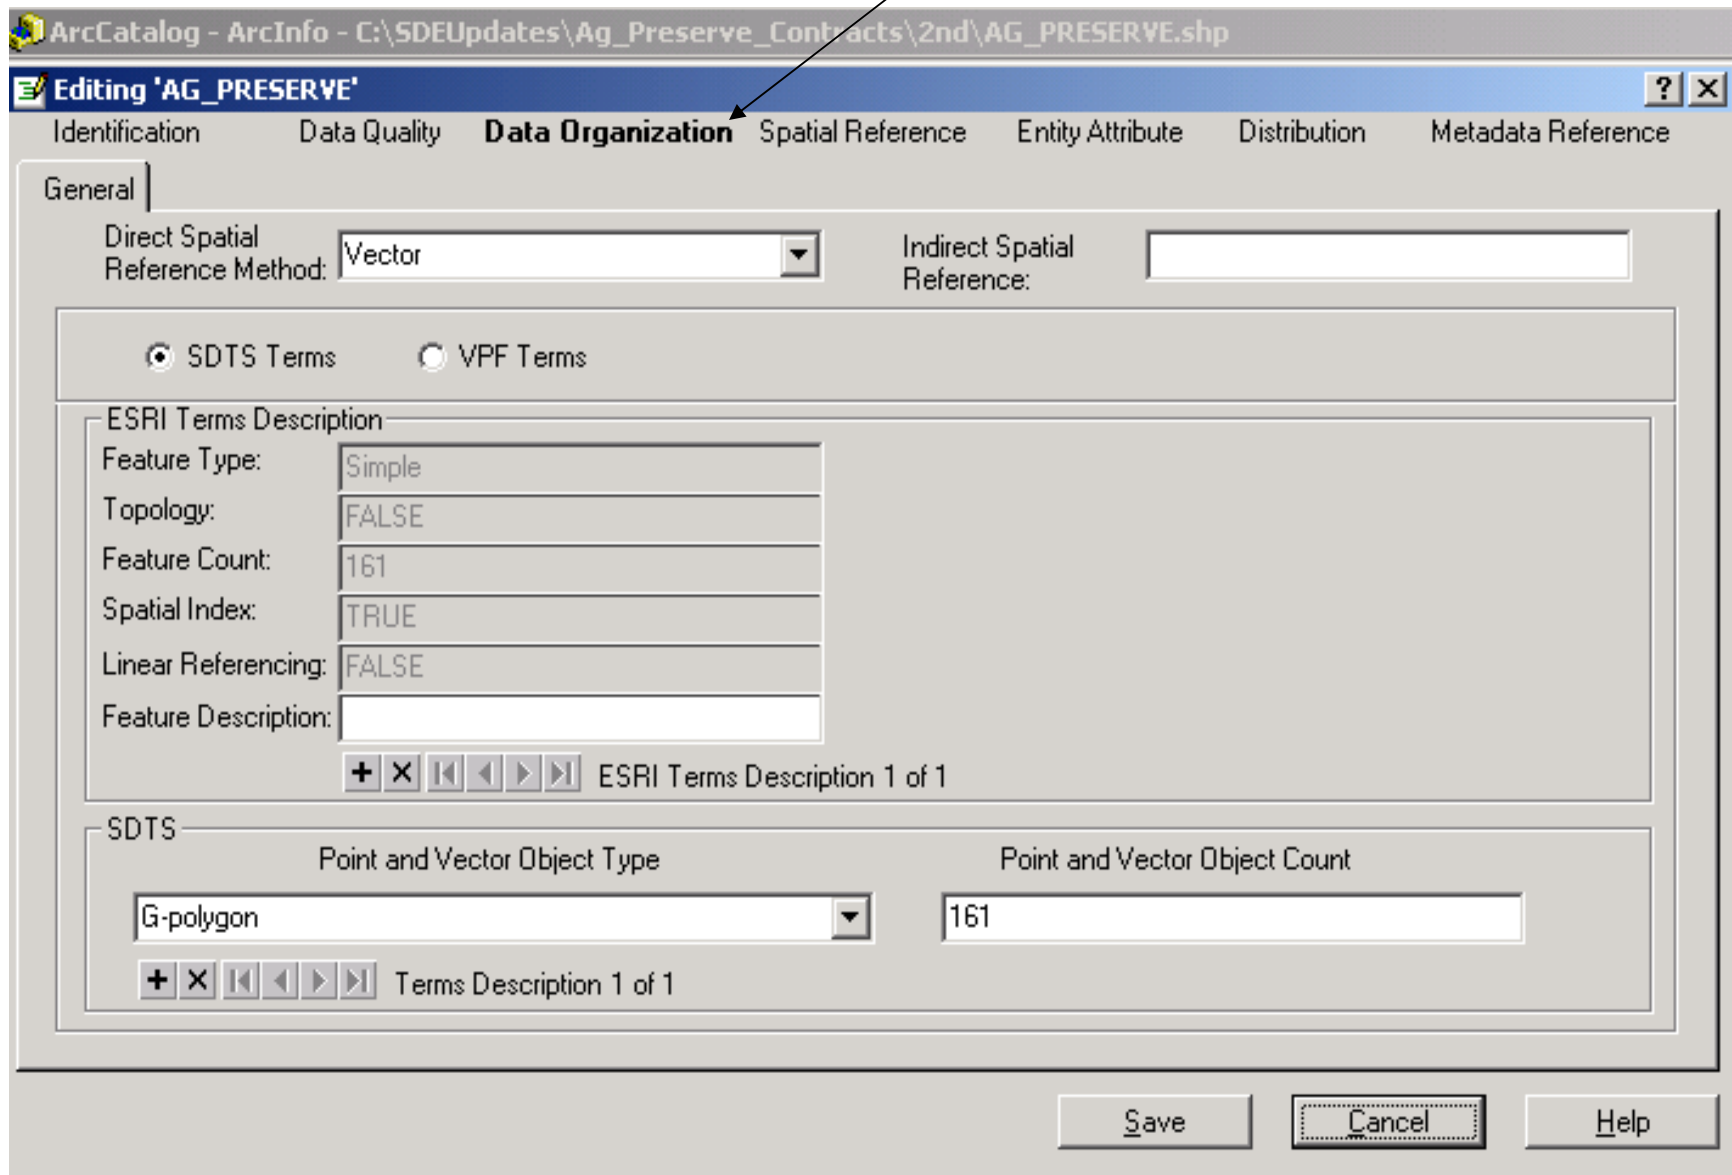 ArcCatalog - ArcInfo - C:\SDEUpdates\Ag_Preserve_Contracts\2nd\AG_PRESERVE.shp
Editing 'AG_PRESERVE'
? X
Identification Data Quality Data Organization Spatial Reference Entity Attribute Distribution Metadata Reference
General
Direct Spatial
Reference Method: Vector
Indirect Spatial
Reference:
SDTS Terms VPF Terms
ESRI Terms Description
Feature Type: Simple
Topology: FALSE
Feature Count: 161
Spatial Index: TRUE
Linear Referencing: FALSE
Feature Description:
ESRI Terms Description 1 of 1
SDTS
Point and Vector Object Type Point and Vector Object Count
G-polygon 161
Terms Description 1 of 1
Save Cancel Help